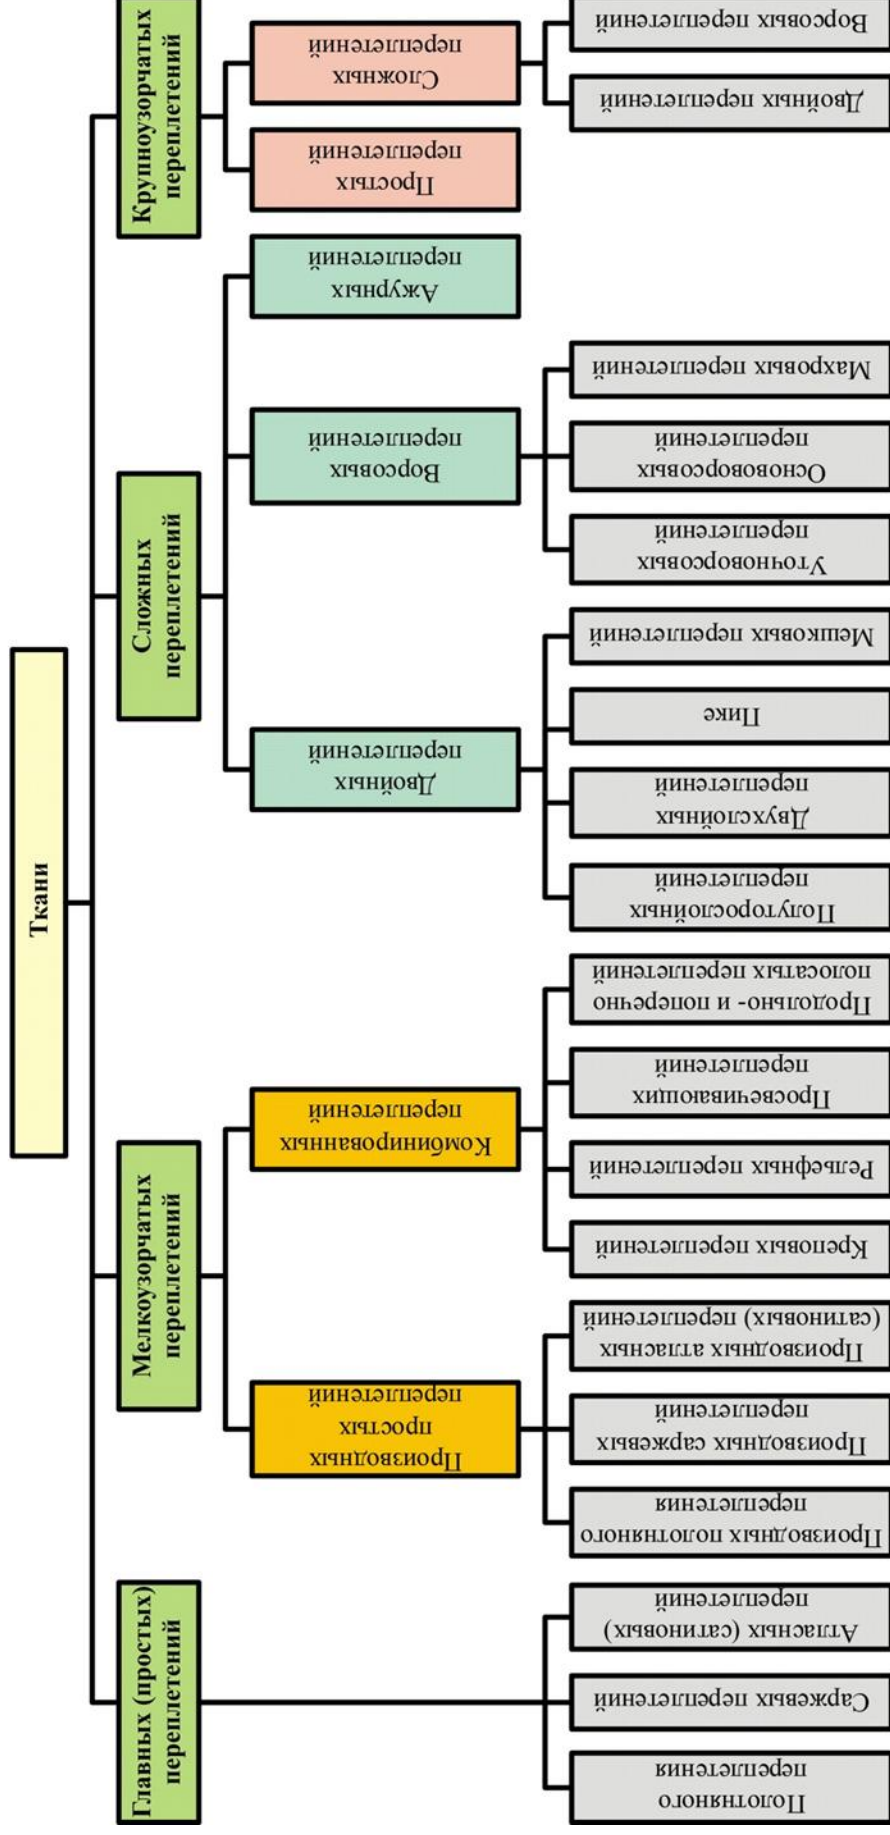 Ткани
Главных (простых)
переплетений
Мелкоузорчатых
переплетений
Сложных
переплетений
Крупноузорчатых
переплетений
Производных
простых
переплетений
Комбинированных
переплетений
Двойных
переплетений
Ворсовых
переплетений
Ажурных
переплетений
Простых
переплетений
Сложных
переплетений
Полотняного
переплетения
Саржевых переплетений
Атласных (сатиновых)
переплетений
Производных полотняного
переплетения
Производных саржевых
переплетений
Производных атласных
(сатиновых) переплетений
Креповых переплетений
Рельефных переплетений
Просвечивающих
переплетений
Продольно- и поперечно
полосатых переплетений
Полуторослойных
переплетений
Двухслойных
переплетений
Пике
Мешковых переплетений
Уточноворсовых
переплетений
Основоворсовых
переплетений
Махровых переплетений
Двойных переплетений
Ворсовых переплетений